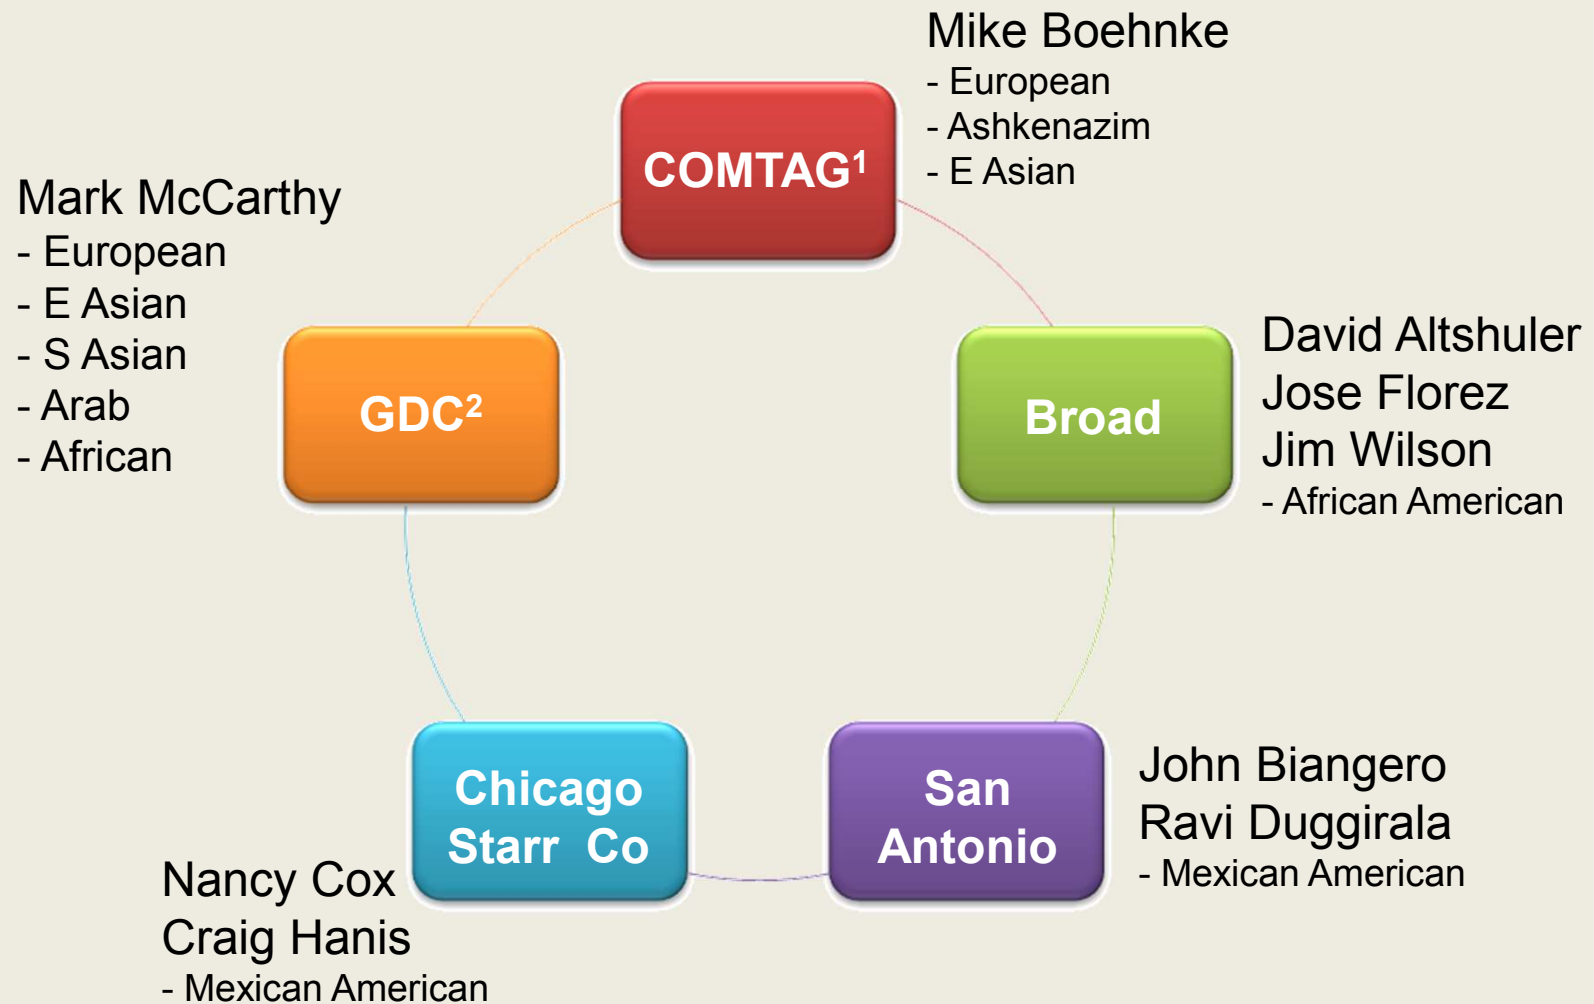 Mike Boehnke
- European
- Ashkenazim
- E Asian
COMTAG¹
Mark McCarthy
- European
- E Asian
- S Asian
- Arab
- African
GDC²
Broad
David Altshuler
Jose Florez
Jim Wilson
- African American
Chicago
Starr Co
San
Antonio
John Biangero
Ravi Duggirala
- Mexican American
Nancy Cox
Craig Hanis
- Mexican American